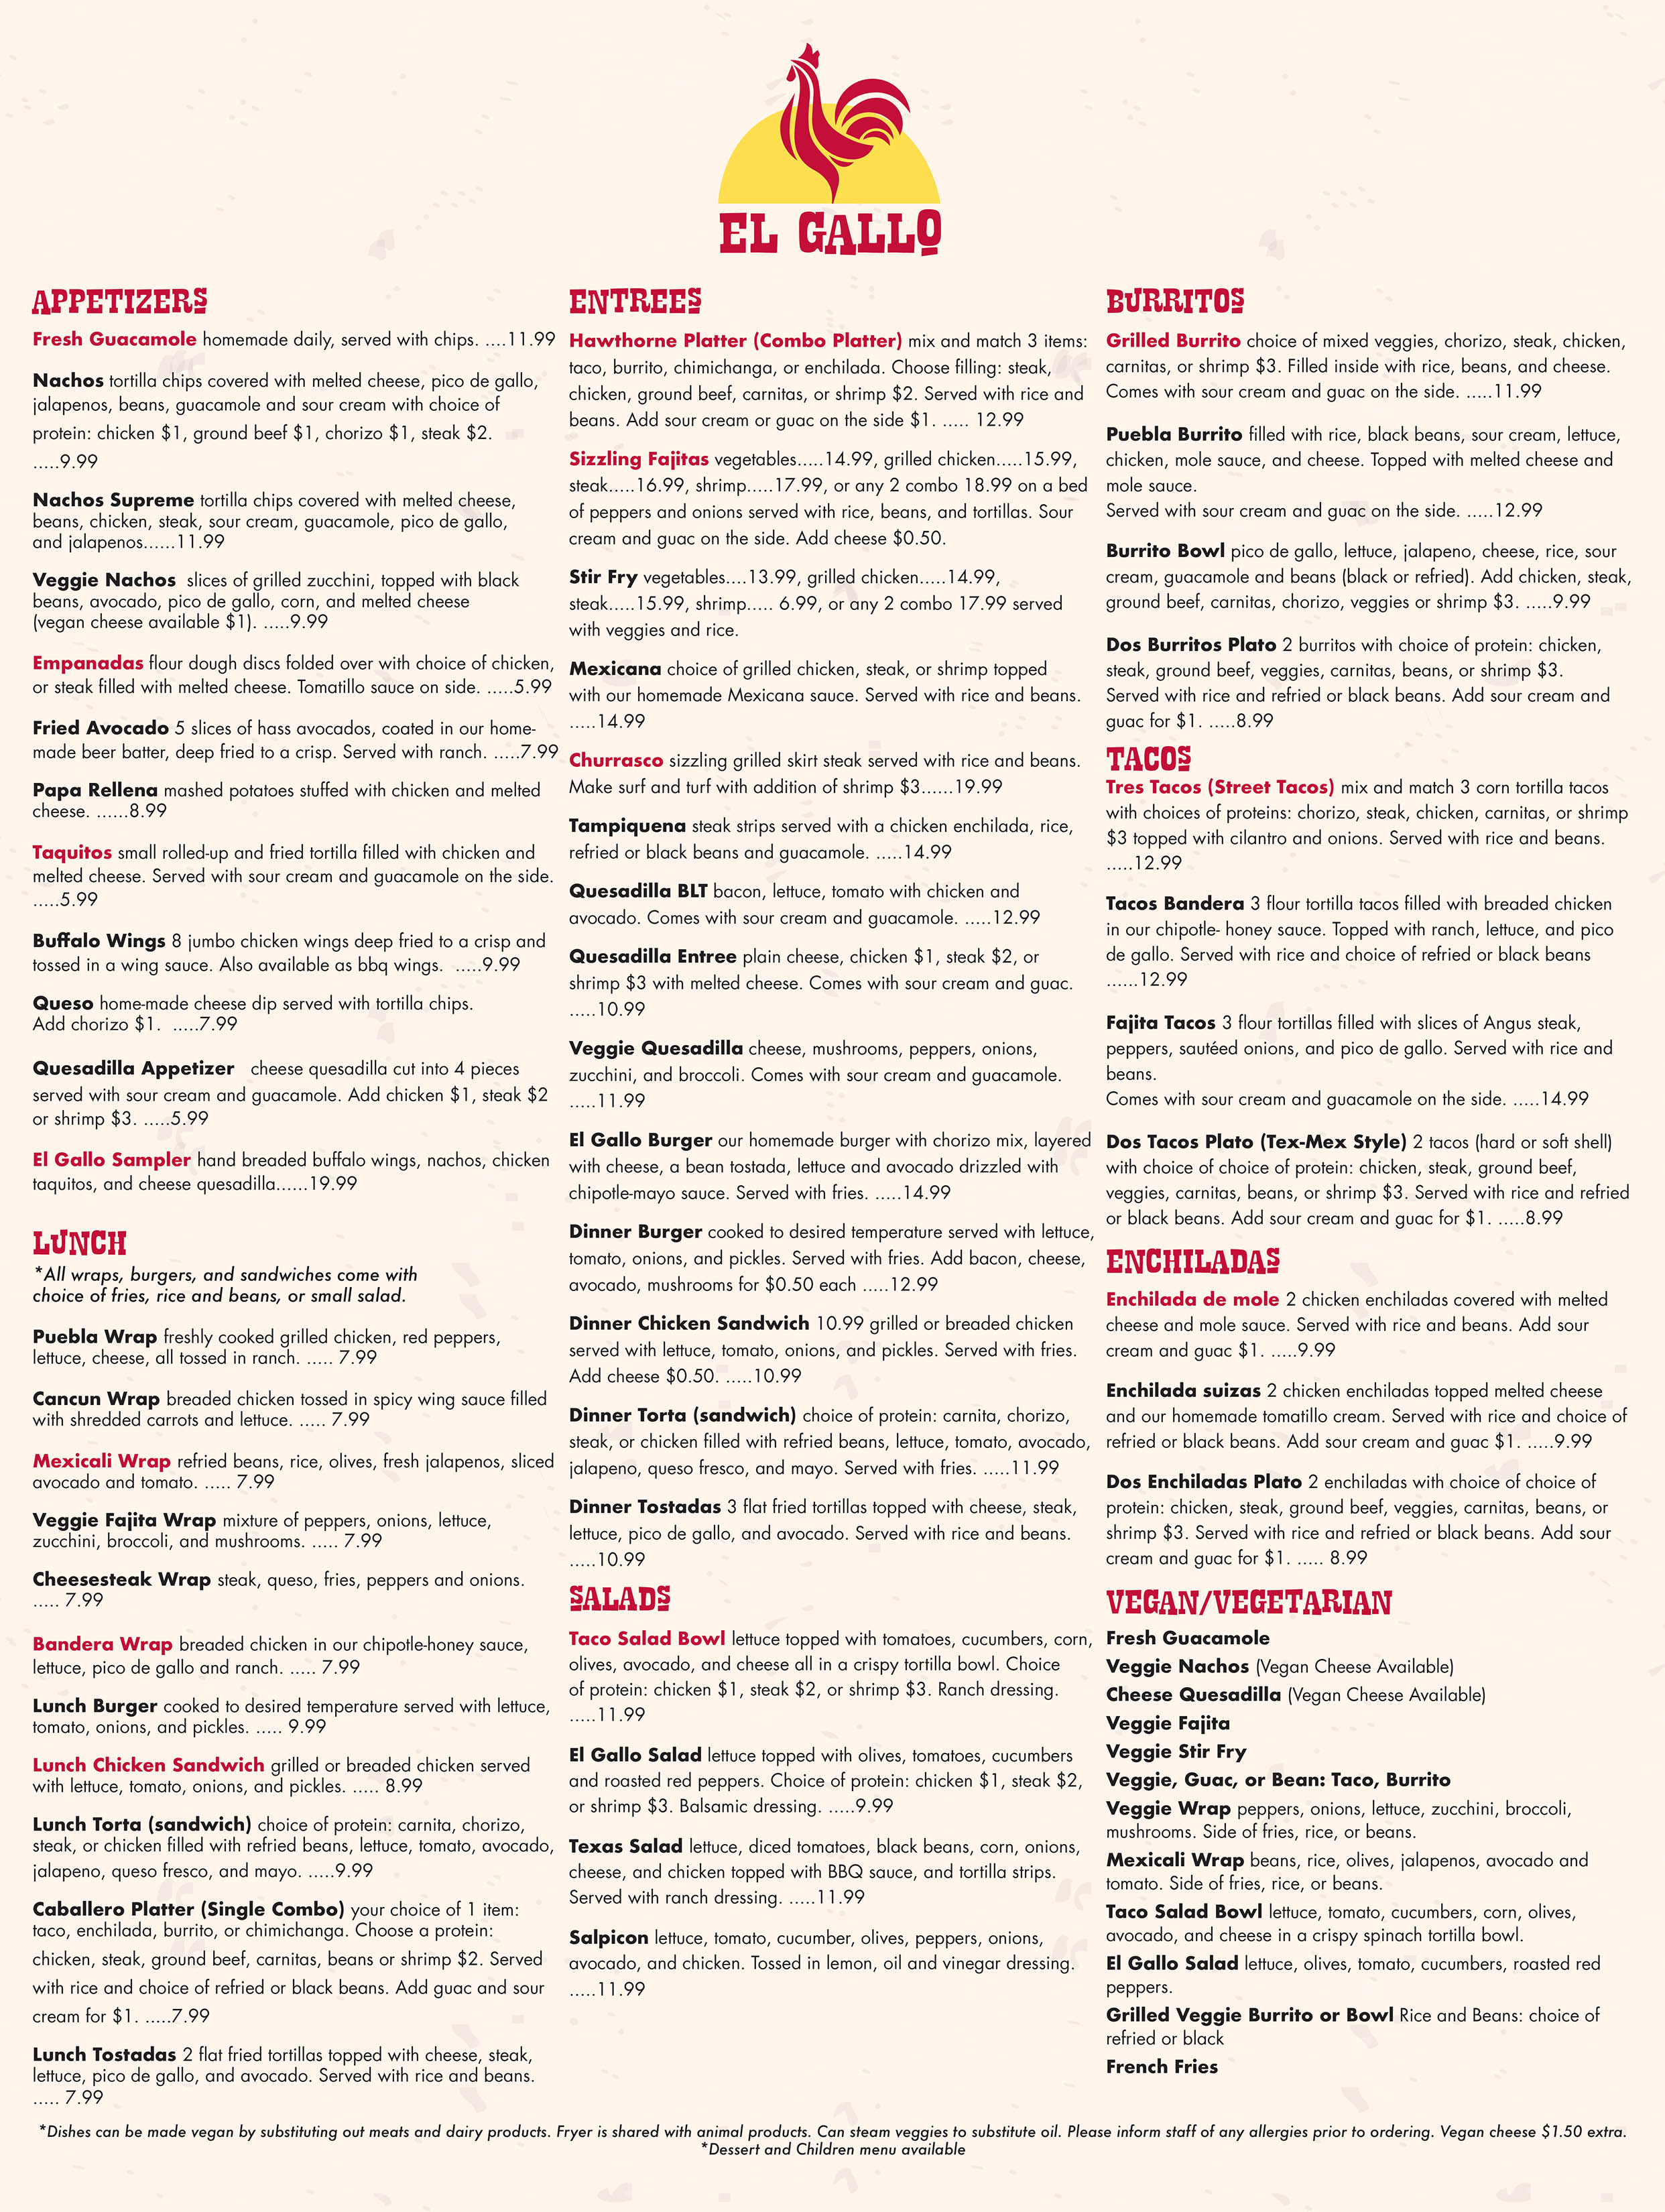 EL GALLO
APPETIZERS
Fresh Guacamole homemade daily, served with chips. ....11.99
Nachos tortilla chips covered with melted cheese, pico de gallo,
jalapenos, beans, guacamole and sour cream with choice of
protein: chicken $1, ground beef $1, chorizo $1, steak $2.
.....9.99
Nachos Supreme tortilla chips covered with melted cheese,
beans, chicken, steak, sour cream, guacamole, pico de gallo,
and jalapenos......11.99
Veggie Nachos slices of grilled zucchini, topped with black
beans, avocado, pico de gallo, corn, and melted cheese
(vegan cheese available $1). .....9.99
Empanadas flour dough discs folded over with choice of chicken,
or steak filled with melted cheese. Tomatillo sauce on side. .....5.99
Fried Avocado 5 slices of hass avocados, coated in our home-
made beer batter, deep fried to a crisp. Served with ranch. .....7.99
Papa Rellena mashed potatoes stuffed with chicken and melted
cheese. ......8.99
Taquitos small rolled-up and fried tortilla filled with chicken and
melted cheese. Served with sour cream and guacamole on the side.
.....5.99
Buffalo Wings 8 jumbo chicken wings deep fried to a crisp and
tossed in a wing sauce. Also available as bbq wings. .....9.99
Queso home-made cheese dip served with tortilla chips.
Add chorizo $1. .....7.99
Quesadilla Appetizer cheese quesadilla cut into 4 pieces
served with sour cream and guacamole. Add chicken $1, steak $2
or shrimp $3. .....5.99
El Gallo Sampler hand breaded buffalo wings, nachos, chicken
taquitos, and cheese quesadilla......19.99
LUNCH
*All wraps, burgers, and sandwiches come with
choice of fries, rice and beans, or small salad.
Puebla Wrap freshly cooked grilled chicken, red peppers,
lettuce, cheese, all tossed in ranch. ..... 7.99
Cancun Wrap breaded chicken tossed in spicy wing sauce filled
with shredded carrots and lettuce. ..... 7.99
Mexicali Wrap refried beans, rice, olives, fresh jalapenos, sliced
avocado and tomato. ..... 7.99
Veggie Fajita Wrap mixture of peppers, onions, lettuce,
zucchini, broccoli, and mushrooms. ..... 7.99
Cheesesteak Wrap steak, queso, fries, peppers and onions.
..... 7.99
Bandera Wrap breaded chicken in our chipotle-honey sauce,
lettuce, pico de gallo and ranch. ..... 7.99
Lunch Burger cooked to desired temperature served with lettuce,
tomato, onions, and pickles. ..... 9.99
Lunch Chicken Sandwich grilled or breaded chicken served
with lettuce, tomato, onions, and pickles. ..... 8.99
Lunch Torta (sandwich) choice of protein: carnita, chorizo,
steak, or chicken filled with refried beans, lettuce, tomato, avocado,
jalapeno, queso fresco, and mayo. .....9.99
Caballero Platter (Single Combo) your choice of 1 item:
taco, enchilada, burrito, or chimichanga. Choose a protein:
chicken, steak, ground beef, carnitas, beans or shrimp $2. Served
with rice and choice of refried or black beans. Add guac and sour
cream for $1. .....7.99
Lunch Tostadas 2 flat fried tortillas topped with cheese, steak,
lettuce, pico de gallo, and avocado. Served with rice and beans.
..... 7.99
ENTREES
Hawthorne Platter (Combo Platter) mix and match 3 items:
taco, burrito, chimichanga, or enchilada. Choose filling: steak,
chicken, ground beef, carnitas, or shrimp $2. Served with rice and
beans. Add sour cream or guac on the side $1. ..... 12.99
Sizzling Fajitas vegetables.....14.99, grilled chicken.....15.99,
steak.....16.99, shrimp.....17.99, or any 2 combo 18.99 on a bed
of peppers and onions served with rice, beans, and tortillas. Sour
cream and guac on the side. Add cheese $0.50.
Stir Fry vegetables....13.99, grilled chicken.....14.99,
steak.....15.99, shrimp..... 6.99, or any 2 combo 17.99 served
with veggies and rice.
Mexicana choice of grilled chicken, steak, or shrimp topped
with our homemade Mexicana sauce. Served with rice and beans.
.....14.99
Churrasco sizzling grilled skirt steak served with rice and beans.
Make surf and turf with addition of shrimp $3......19.99
Tampiquena steak strips served with a chicken enchilada, rice,
refried or black beans and guacamole. .....14.99
Quesadilla BLT bacon, lettuce, tomato with chicken and
avocado. Comes with sour cream and guacamole. .....12.99
Quesadilla Entree plain cheese, chicken $1, steak $2, or
shrimp $3 with melted cheese. Comes with sour cream and guac.
.....10.99
Veggie Quesadilla cheese, mushrooms, peppers, onions,
zucchini, and broccoli. Comes with sour cream and guacamole.
.....11.99
El Gallo Burger our homemade burger with chorizo mix, layered
with cheese, a bean tostada, lettuce and avocado drizzled with
chipotle-mayo sauce. Served with fries. .....14.99
Dinner Burger cooked to desired temperature served with lettuce,
tomato, onions, and pickles. Served with fries. Add bacon, cheese,
avocado, mushrooms for $0.50 each .....12.99
Dinner Chicken Sandwich 10.99 grilled or breaded chicken
served with lettuce, tomato, onions, and pickles. Served with fries.
Add cheese $0.50. .....10.99
Dinner Torta (sandwich) choice of protein: carnita, chorizo,
steak, or chicken filled with refried beans, lettuce, tomato, avocado,
jalapeno, queso fresco, and mayo. Served with fries. .....11.99
Dinner Tostadas 3 flat fried tortillas topped with cheese, steak,
lettuce, pico de gallo, and avocado. Served with rice and beans.
.....10.99
SALADS
Taco Salad Bowl lettuce topped with tomatoes, cucumbers, corn,
olives, avocado, and cheese all in a crispy tortilla bowl. Choice
of protein: chicken $1, steak $2, or shrimp $3. Ranch dressing.
.....11.99
El Gallo Salad lettuce topped with olives, tomatoes, cucumbers
and roasted red peppers. Choice of protein: chicken $1, steak $2,
or shrimp $3. Balsamic dressing. .....9.99
Texas Salad lettuce, diced tomatoes, black beans, corn, onions,
cheese, and chicken topped with BBQ sauce, and tortilla strips.
Served with ranch dressing. .....11.99
Salpicon lettuce, tomato, cucumber, olives, peppers, onions,
avocado, and chicken. Tossed in lemon, oil and vinegar dressing.
.....11.99
BURRITOS
Grilled Burrito choice of mixed veggies, chorizo, steak, chicken,
carnitas, or shrimp $3. Filled inside with rice, beans, and cheese.
Comes with sour cream and guac on the side. .....11.99
Puebla Burrito filled with rice, black beans, sour cream, lettuce,
chicken, mole sauce, and cheese. Topped with melted cheese and
mole sauce.
Served with sour cream and guac on the side. .....12.99
Burrito Bowl pico de gallo, lettuce, jalapeno, cheese, rice, sour
cream, guacamole and beans (black or refried). Add chicken, steak,
ground beef, carnitas, chorizo, veggies or shrimp $3. .....9.99
Dos Burritos Plato 2 burritos with choice of protein: chicken,
steak, ground beef, veggies, carnitas, beans, or shrimp $3.
Served with rice and refried or black beans. Add sour cream and
guac for $1. .....8.99
TACOS
Tres Tacos (Street Tacos) mix and match 3 corn tortilla tacos
with choices of proteins: chorizo, steak, chicken, carnitas, or shrimp
$3 topped with cilantro and onions. Served with rice and beans.
.....12.99
Tacos Bandera 3 flour tortilla tacos filled with breaded chicken
in our chipotle- honey sauce. Topped with ranch, lettuce, and pico
de gallo. Served with rice and choice of refried or black beans
......12.99
Fajita Tacos 3 flour tortillas filled with slices of Angus steak,
peppers, sautéed onions, and pico de gallo. Served with rice and
beans.
Comes with sour cream and guacamole on the side. .....14.99
Dos Tacos Plato (Tex-Mex Style) 2 tacos (hard or soft shell)
with choice of choice of protein: chicken, steak, ground beef,
veggies, carnitas, beans, or shrimp $3. Served with rice and refried
or black beans. Add sour cream and guac for $1. .....8.99
ENCHILADAS
Enchilada de mole 2 chicken enchiladas covered with melted
cheese and mole sauce. Served with rice and beans. Add sour
cream and guac $1. .....9.99
Enchilada suizas 2 chicken enchiladas topped melted cheese
and our homemade tomatillo cream. Served with rice and choice of
refried or black beans. Add sour cream and guac $1. .....9.99
Dos Enchiladas Plato 2 enchiladas with choice of choice of
protein: chicken, steak, ground beef, veggies, carnitas, beans, or
shrimp $3. Served with rice and refried or black beans. Add sour
cream and guac for $1. ..... 8.99
VEGAN/VEGETARIAN
Fresh Guacamole
Veggie Nachos (Vegan Cheese Available)
Cheese Quesadilla (Vegan Cheese Available)
Veggie Fajita
Veggie Stir Fry
Veggie, Guac, or Bean: Taco, Burrito
Veggie Wrap peppers, onions, lettuce, zucchini, broccoli,
mushrooms. Side of fries, rice, or beans.
Mexicali Wrap beans, rice, olives, jalapenos, avocado and
tomato. Side of fries, rice, or beans.
Taco Salad Bowl lettuce, tomato, cucumbers, corn, olives,
avocado, and cheese in a crispy spinach tortilla bowl.
El Gallo Salad lettuce, olives, tomato, cucumbers, roasted red
peppers.
Grilled Veggie Burrito or Bowl Rice and Beans: choice of
refried or black
French Fries
*Dishes can be made vegan by substituting out meats and dairy products. Fryer is shared with animal products. Can steam veggies to substitute oil. Please inform staff of any allergies prior to ordering. Vegan cheese $1.50 extra.
*Dessert and Children menu available